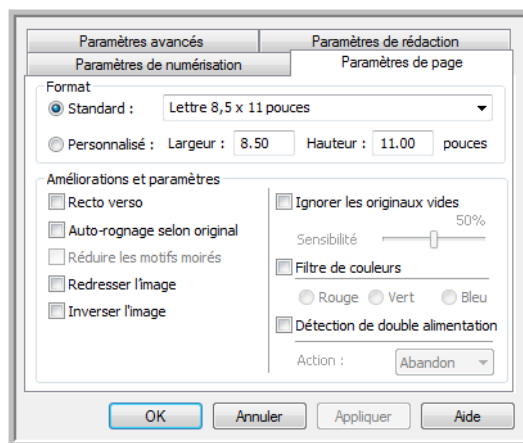 Paramètres avancés
Paramètres de rédaction
Paramètres de numérisation
Paramètres de page
Format
Standard :
Lettre 8,5 x 11 pouces
Personnalisé :
Largeur :
8.50
Hauteur :
11.00
pouces
Améliorations et paramètres
Recto verso
Auto-rognage selon original
Réduire les motifs moirés
Redresser l'image
Inverser l'image
Ignorer les originaux vides
50%
Sensibilité
Filtre de couleurs
Rouge
Vert
Bleu
Détection de double alimentation
Action :
Abandon
OK
Annuler
Appliquer
Aide